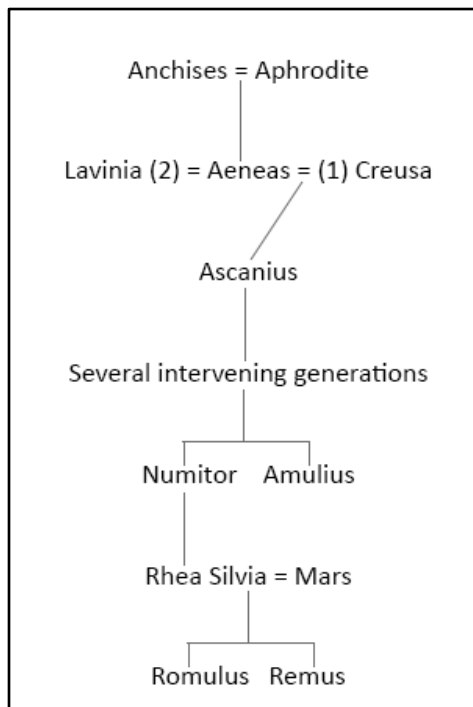 Anchises = Aphrodite
Lavinia (2) = Aeneas = (1) Creusa
Ascanius
Several intervening generations
Numitor Amulius
Rhea Silvia = Mars
Romulus Remus